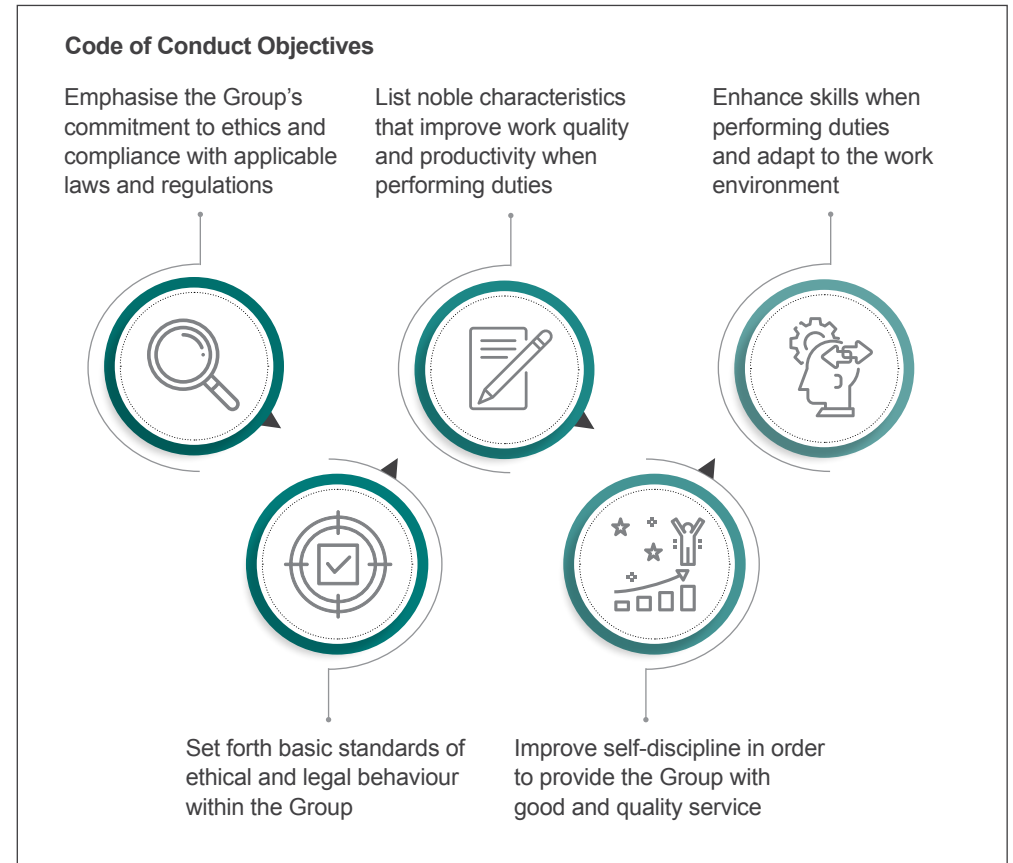 Code of Conduct Objectives
Emphasise the Group's
commitment to ethics and
compliance with applicable
laws and regulations
List noble characteristics
that improve work quality
and productivity when
performing duties
Enhance skills when
performing duties
and adapt to the work
environment
Set forth basic standards of
ethical and legal behaviour
within the Group
Improve self-discipline in order
to provide the Group with
good and quality service